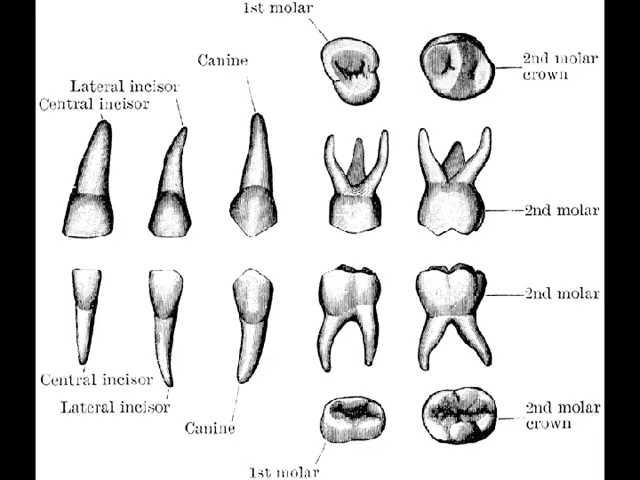 1st molar
Canine
2nd molar
crown
Lateral incisor
Central incisor
2nd molar
2nd molar
Central incisor
Lateral incisor
2nd molar
crown
Canine
1st molar